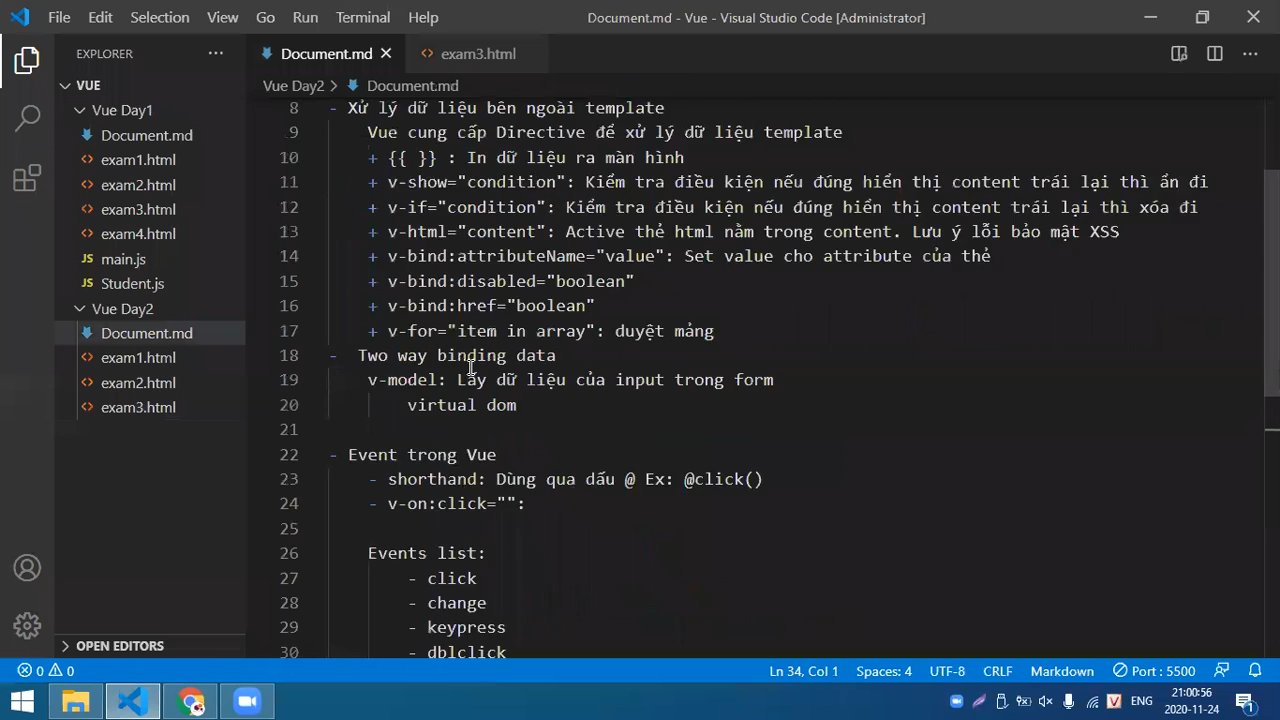 File Edit Selection View Go Run Terminal Help Document.md - Vue - Visual Studio Code [Administrator]
EXPLORER
Document.md
exam3.html
VUE
Vue Day1
Document.md
exam1.html
exam2.html
exam3.html
exam4.html
JS main.js
JS Student.js
Vue Day2
Document.md
exam1.html
exam2.html
exam3.html
OPEN EDITORS
Vue Day2 > Document.md
8 - Xử lý dữ liệu bên ngoài template
9 Vue cung cấp Directive để xử lý dữ liệu template
10 + {{ }} : In dữ liệu ra màn hình
11 + v-show="condition": Kiểm tra điều kiện nếu đúng hiển thị content trái lại thì ẩn đi
12 + v-if="condition": Kiểm tra điều kiện nếu đúng hiển thị content trái lại thì xóa đi
13 + v-html="content": Active thẻ html nằm trong content. Lưu ý lỗi bảo mật XSS
14 + v-bind:attributeName="value": Set value cho attribute của thẻ
15 + v-bind:disabled="boolean"
16 + v-bind:href="boolean"
17 + v-for="item in array": duyệt mảng
18 - Two way binding data
19 v-model: Lấy dữ liệu của input trong form
20 virtual dom
21
22 - Event trong Vue
23 - shorthand: Dùng qua dấu @ Ex: @click()
24 - v-on:click="":
25
26 Events list:
27 - click
28 - change
29 - keypress
30 - dblclick
0 0 Ln 34, Col 1 Spaces: 4 UTF-8 CRLF Markdown Port : 5500
V ENG
21:00:56
2020-11-24
1